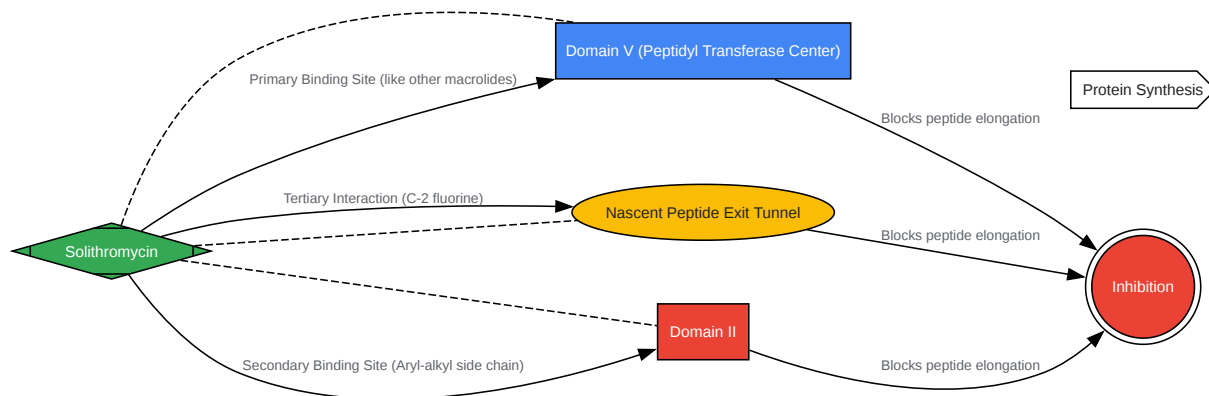 Domain V (Peptidyl Transferase Center)
Primary Binding Site (like other macrolides)
Protein Synthesis
Blocks peptide elongation
Tertiary Interaction (C-2 fluorine)
Nascent Peptide Exit Tunnel
Blocks peptide elongation
Solithromycin
Inhibition
Domain II
Secondary Binding Site (Aryl-alkyl side chain)
Blocks peptide elongation